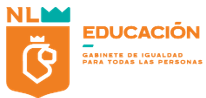 NL
EDUCACIÓN
GABINETE DE IGUALDAD
PARA TODAS LAS PERSONAS